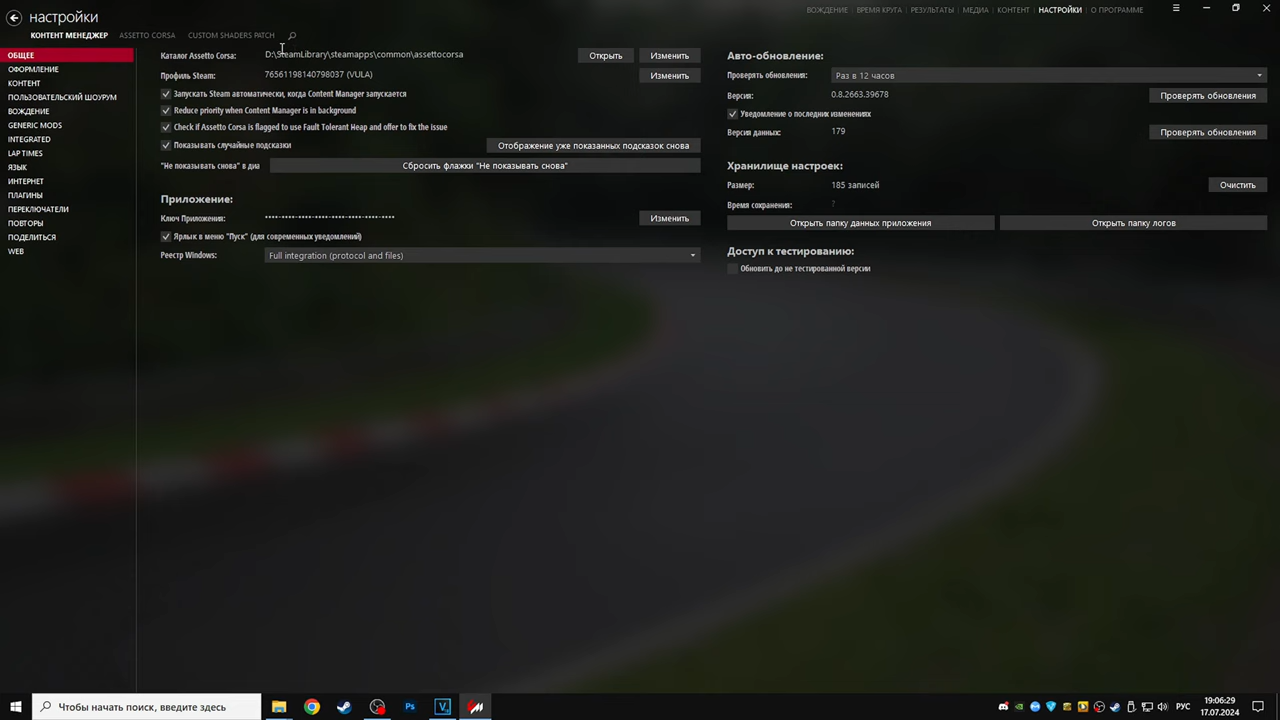 настройки
ВОЖДЕНИЕ ВРЕМЯ КРУГА РЕЗУЛЬТАТЫ МЕДИА КОНТЕНТ НАСТРОЙКИ О ПРОГРАММЕ
КОНТЕНТ МЕНЕДЖЕР ASSETTO CORSA CUSTOM SHADERS PATCH
ОБЩЕЕ
ОФОРМЛЕНИЕ
КОНТЕНТ
ПОЛЬЗОВАТЕЛЬСКИЙ ШОУРУМ
ВОЖДЕНИЕ
GENERIC MODS
INTEGRATED
LAP TIMES
ЯЗЫК
ИНТЕРНЕТ
ПЛАГИНЫ
ПЕРЕКЛЮЧАТЕЛИ
ПОВТОРЫ
ПОДЕЛИТЬСЯ
WEB
Каталог Assetto Corsa: D:\SteamLibrary\steamapps\common\assettocorsa Открыть Изменить
Профиль Steam: 76561198140798037 (VULA) Изменить
Запускать Steam автоматически, когда Content Manager запускается
Reduce priority when Content Manager is in background
Check if Assetto Corsa is flagged to use Fault Tolerant Heap and offer to fix the issue
Показывать случайные подсказки Отображение уже показанных подсказок снова
"Не показывать снова" в диа Сбросить флажки "Не показывать снова"
Приложение:
Ключ Приложения: ****-****-****-****-****-****-****-**** Изменить
Ярлык в меню "Пуск" (для современных уведомлений)
Реестр Windows: Full integration (protocol and files)
Авто-обновление:
Проверять обновления: Раз в 12 часов
Версия: 0.8.2663.39678 Проверять обновления
Уведомление о последних изменениях
Версия данных: 179 Проверять обновления
Хранилище настроек:
Размер: 185 записей Очистить
Время сохранения: ?
Открыть папку данных приложения Открыть папку логов
Доступ к тестированию:
Обновить до не тестированной версии
Чтобы начать поиск, введите здесь
Ps
РУС
19:06:29
17.07.2024